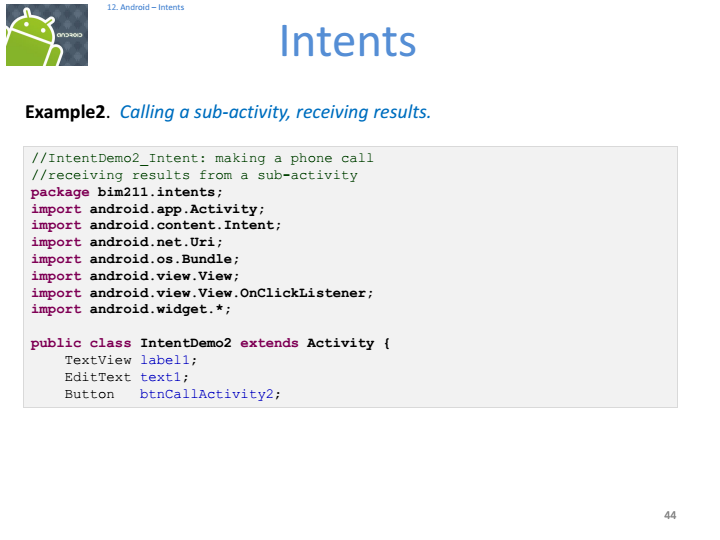 12. Android – Intents
ANDROID
Intents
Example2. Calling a sub-activity, receiving results.
//IntentDemo2_Intent: making a phone call
//receiving results from a sub-activity
package bim211.intents;
import android.app.Activity;
import android.content.Intent;
import android.net.Uri;
import android.os.Bundle;
import android.view.View;
import android.view.View.OnClickListener;
import android.widget.*;
public class IntentDemo2 extends Activity {
TextView label1;
EditText text1;
Button btnCallActivity2;
44